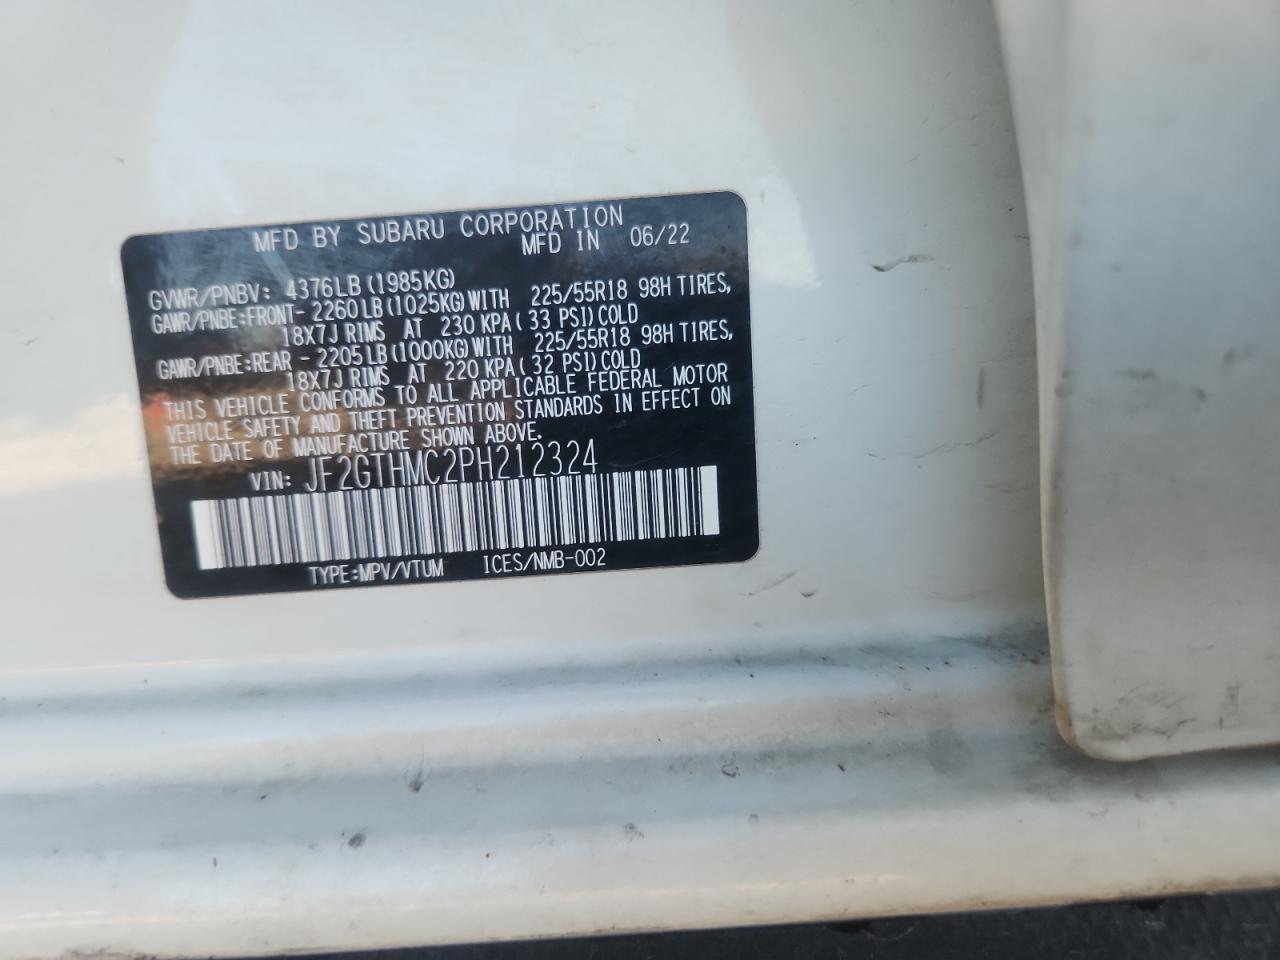 MFD BY SUBARU CORPORATION
MFD IN 06/22
GVWR/PNBV: 4376LB (1985KG)
GAWR/PNBE:FRONT- 2260LB (1025KG) WITH 225/55R18 98H TIRES,
18X7J RIMS AT 230 KPA( 33 PSI) COLD
GAWR/PNBE:REAR - 2205LB (1000KG) WITH 225/55R18 98H TIRES,
18X7J RIMS AT 220 KPA( 32 PSI) COLD
THIS VEHICLE CONFORMS TO ALL APPLICABLE FEDERAL MOTOR
VEHICLE SAFETY AND THEFT PREVENTION STANDARDS IN EFFECT ON
THE DATE OF MANUFACTURE SHOWN ABOVE.
VIN: JF2GTHMC2PH212324
TYPE:MPV/VTUM ICES/NMB-002